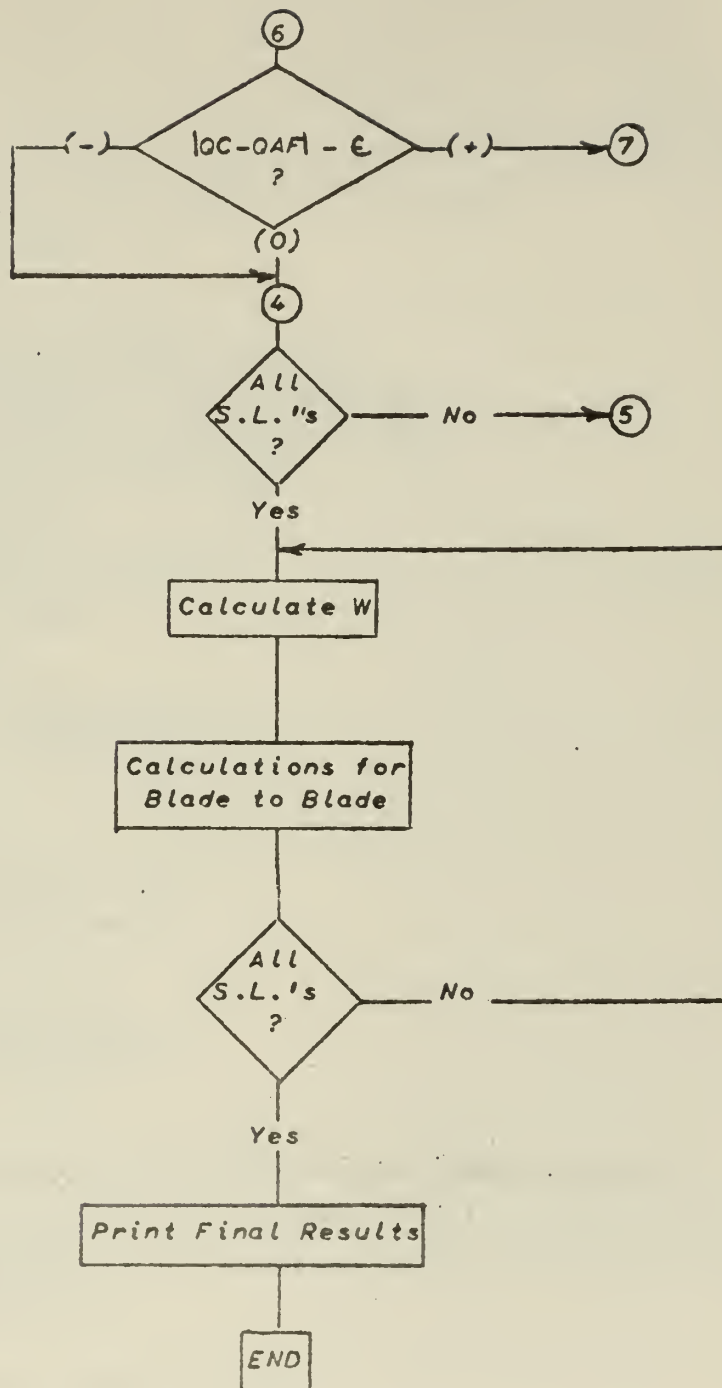 6
|QC-QAF| - ε
?
(-)
(+)
7
(0)
4
All
S.L."s
?
No
5
Yes
Calculate W
Calculations for
Blade to Blade
All
S.L.'s
?
No
Yes
Print Final Results
END